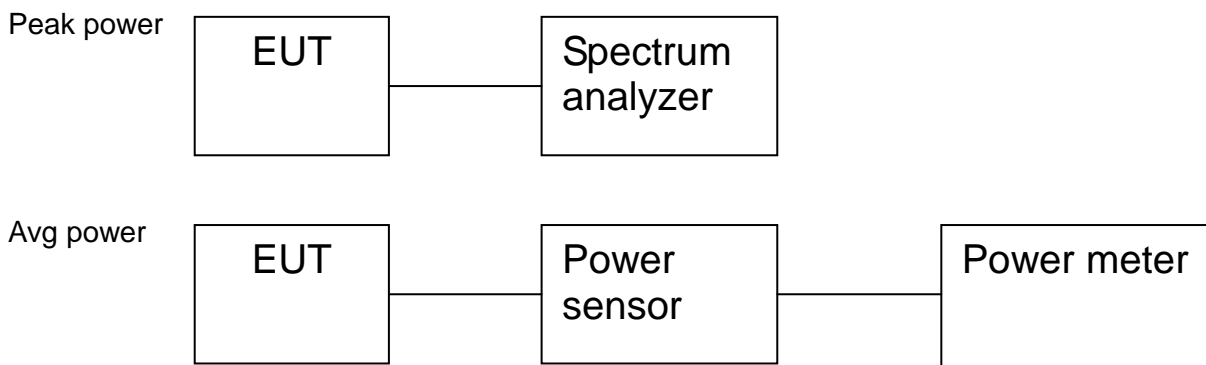 Peak power
EUT
Spectrum
analyzer
Avg power
EUT
Power
sensor
Power meter